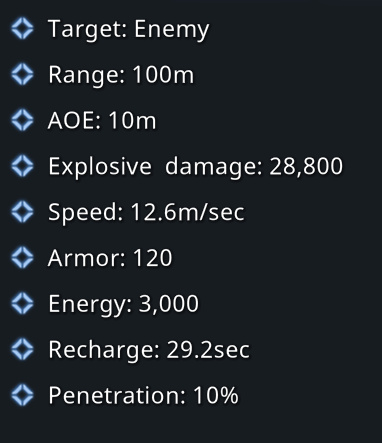 Target: Enemy
Range: 100m
AOE: 10m
Explosive  damage: 28,800
Speed: 12.6m/sec
Armor: 120
Energy: 3,000
Recharge: 29.2sec
Penetration: 10%